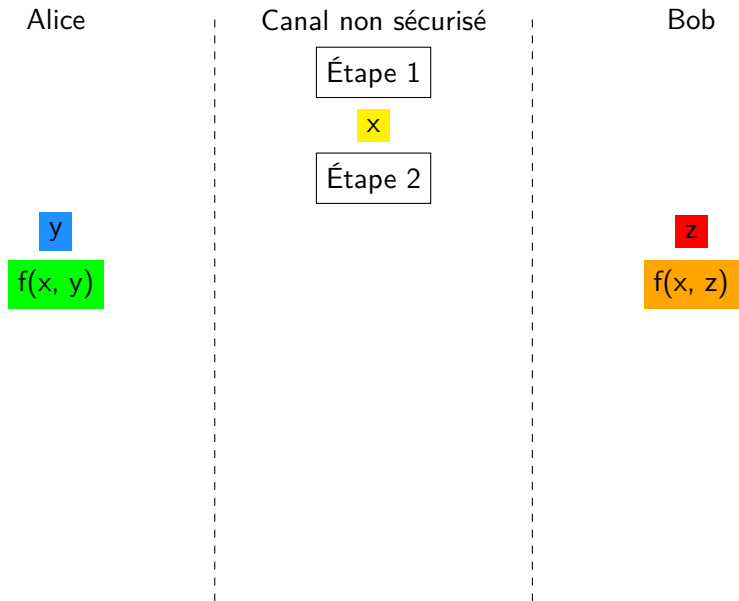 Alice Canal non sécurisé Bob
Étape 1
x
Étape 2
y z
f(x, y) f(x, z)